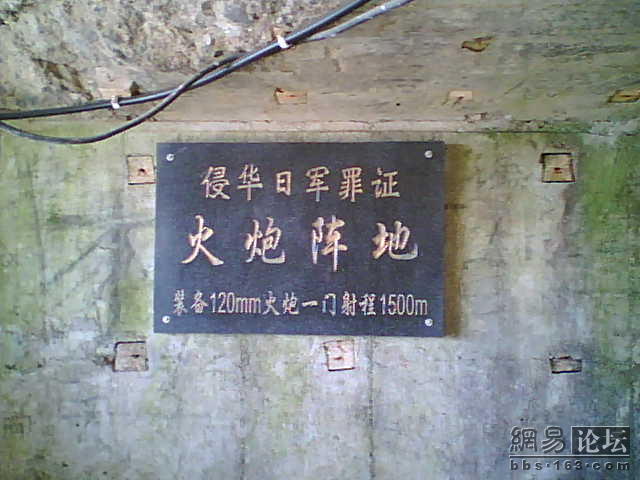 侵华日军罪证
火炮阵地
装备120mm火炮一门射程1500m
網易 论坛
bbs·163·com